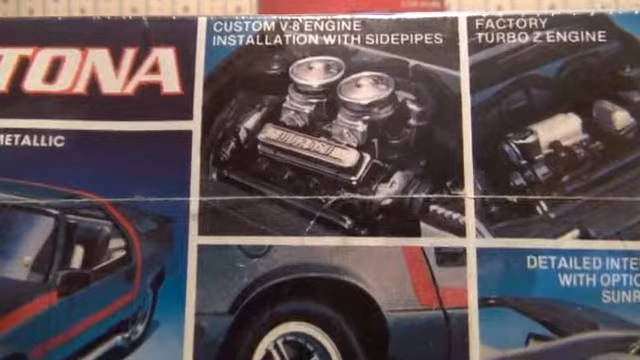 TONA
METALLIC
CUSTOM V-8 ENGINE
INSTALLATION WITH SIDEPIPES
FACTORY
TURBO Z ENGINE
DETAILED INTE
WITH OPTIO
SUNR